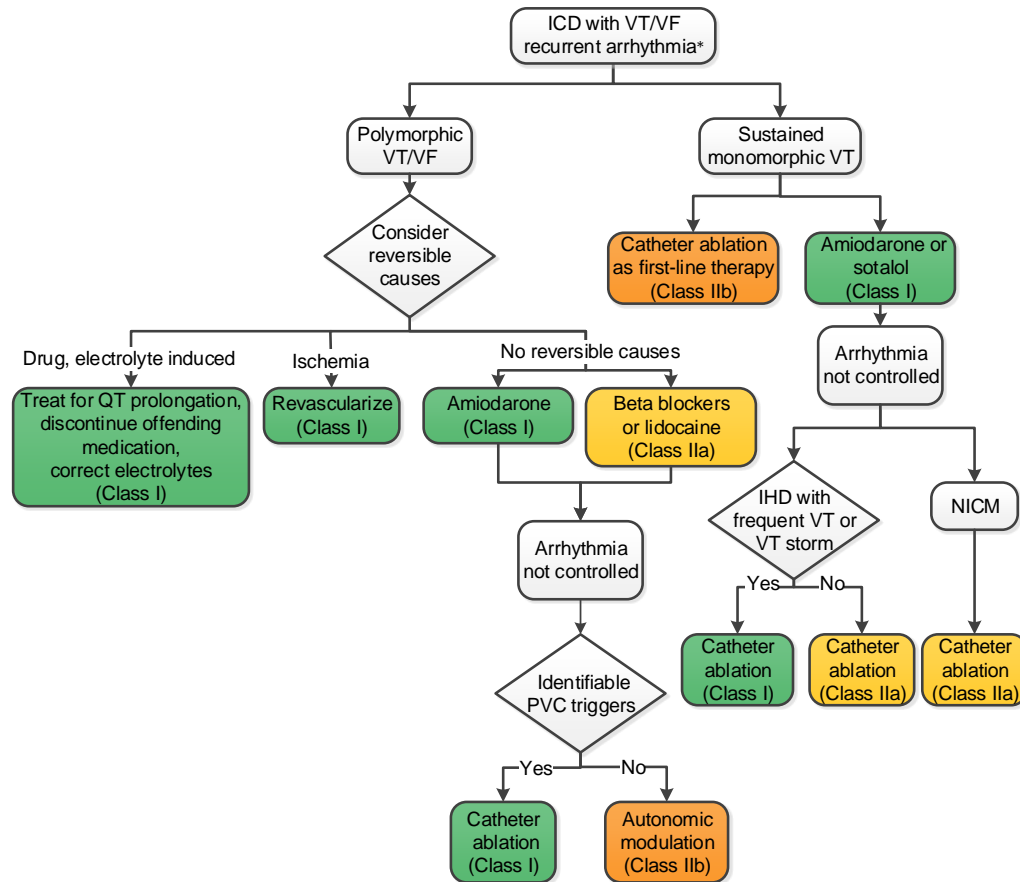 ICD with VT/VF
recurrent arrhythmia*
Polymorphic
VT/VF
Sustained
monomorphic VT
Consider
reversible
causes
Catheter ablation
as first-line therapy
(Class IIb)
Amiodarone or
sotalol
(Class I)
Drug, electrolyte induced
Ischemia
No reversible causes
Treat for QT prolongation,
discontinue offending
medication,
correct electrolytes
(Class I)
Revascularize
(Class I)
Amiodarone
(Class I)
Beta blockers
or lidocaine
(Class IIa)
Arrhythmia
not controlled
IHD with
frequent VT or
VT storm
NICM
Arrhythmia
not controlled
Yes
No
Catheter
ablation
(Class I)
Catheter
ablation
(Class IIa)
Catheter
ablation
(Class IIa)
Identifiable
PVC triggers
Yes
No
Catheter
ablation
(Class I)
Autonomic
modulation
(Class IIb)